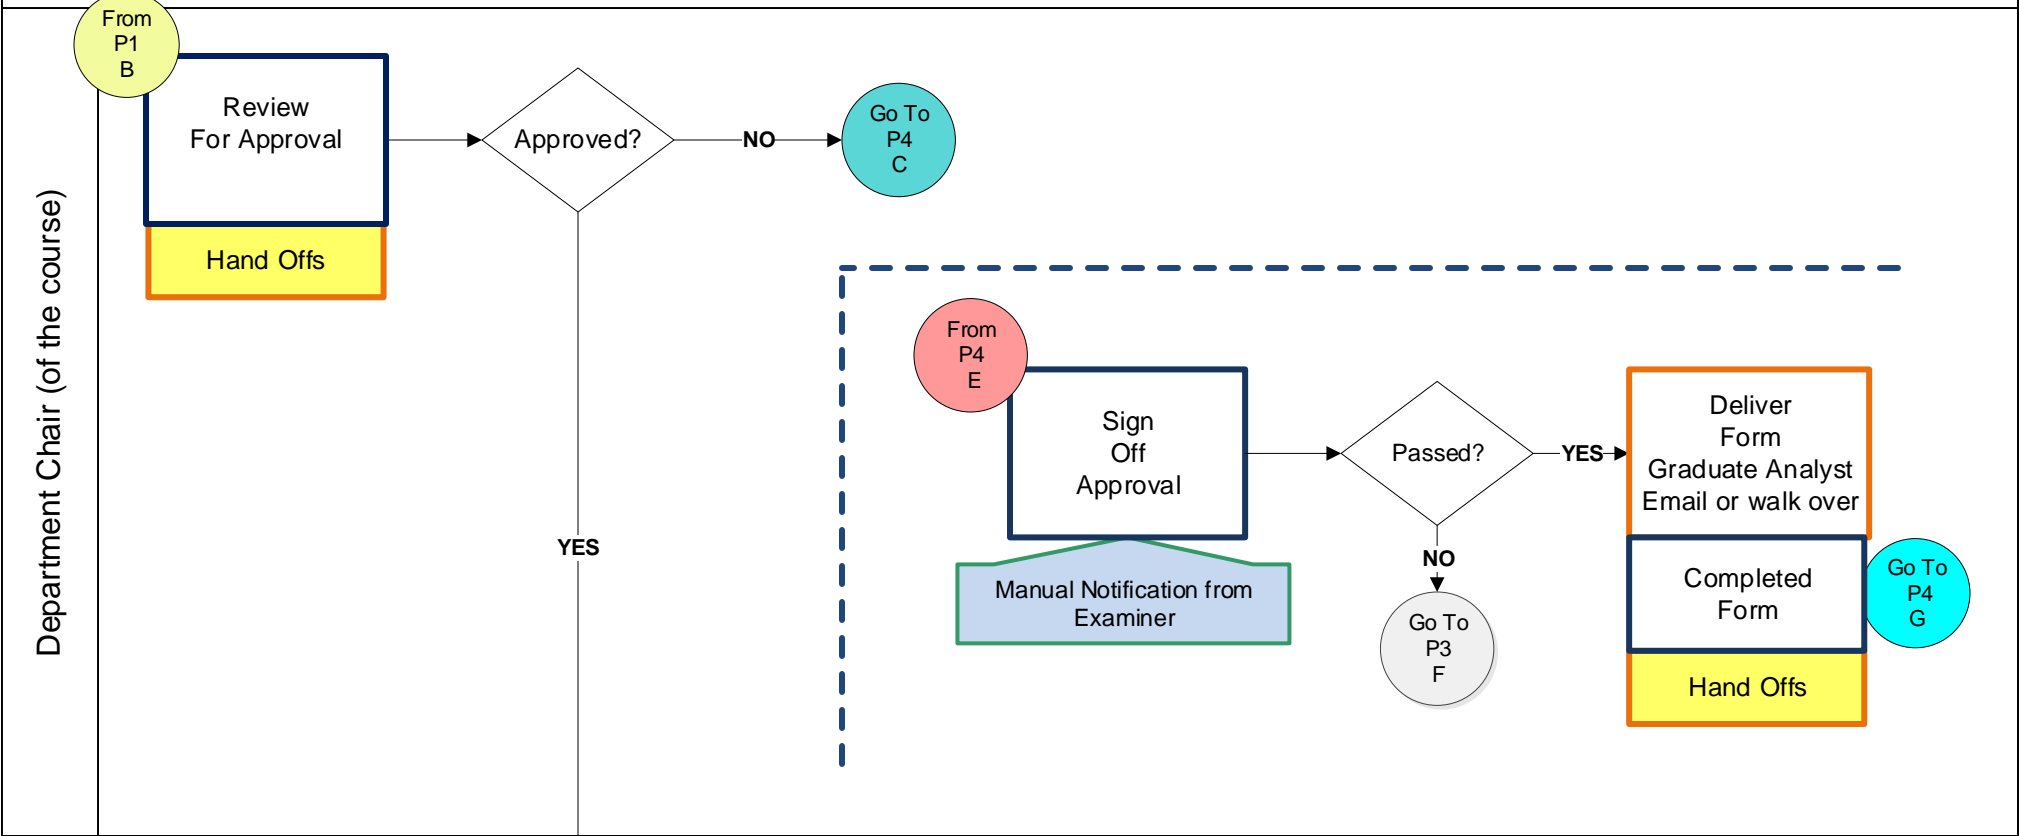 Department Chair (of the course)
From
P1
B
Review
For Approval
Hand Offs
Approved?
NO
Go To
P4
C
YES
From
P4
E
Sign
Off
Approval
Manual Notification from
Examiner
Passed?
YES
NO
Go To
P3
F
Deliver
Form
Graduate Analyst
Email or walk over
Completed
Form
Go To
P4
G
Hand Offs